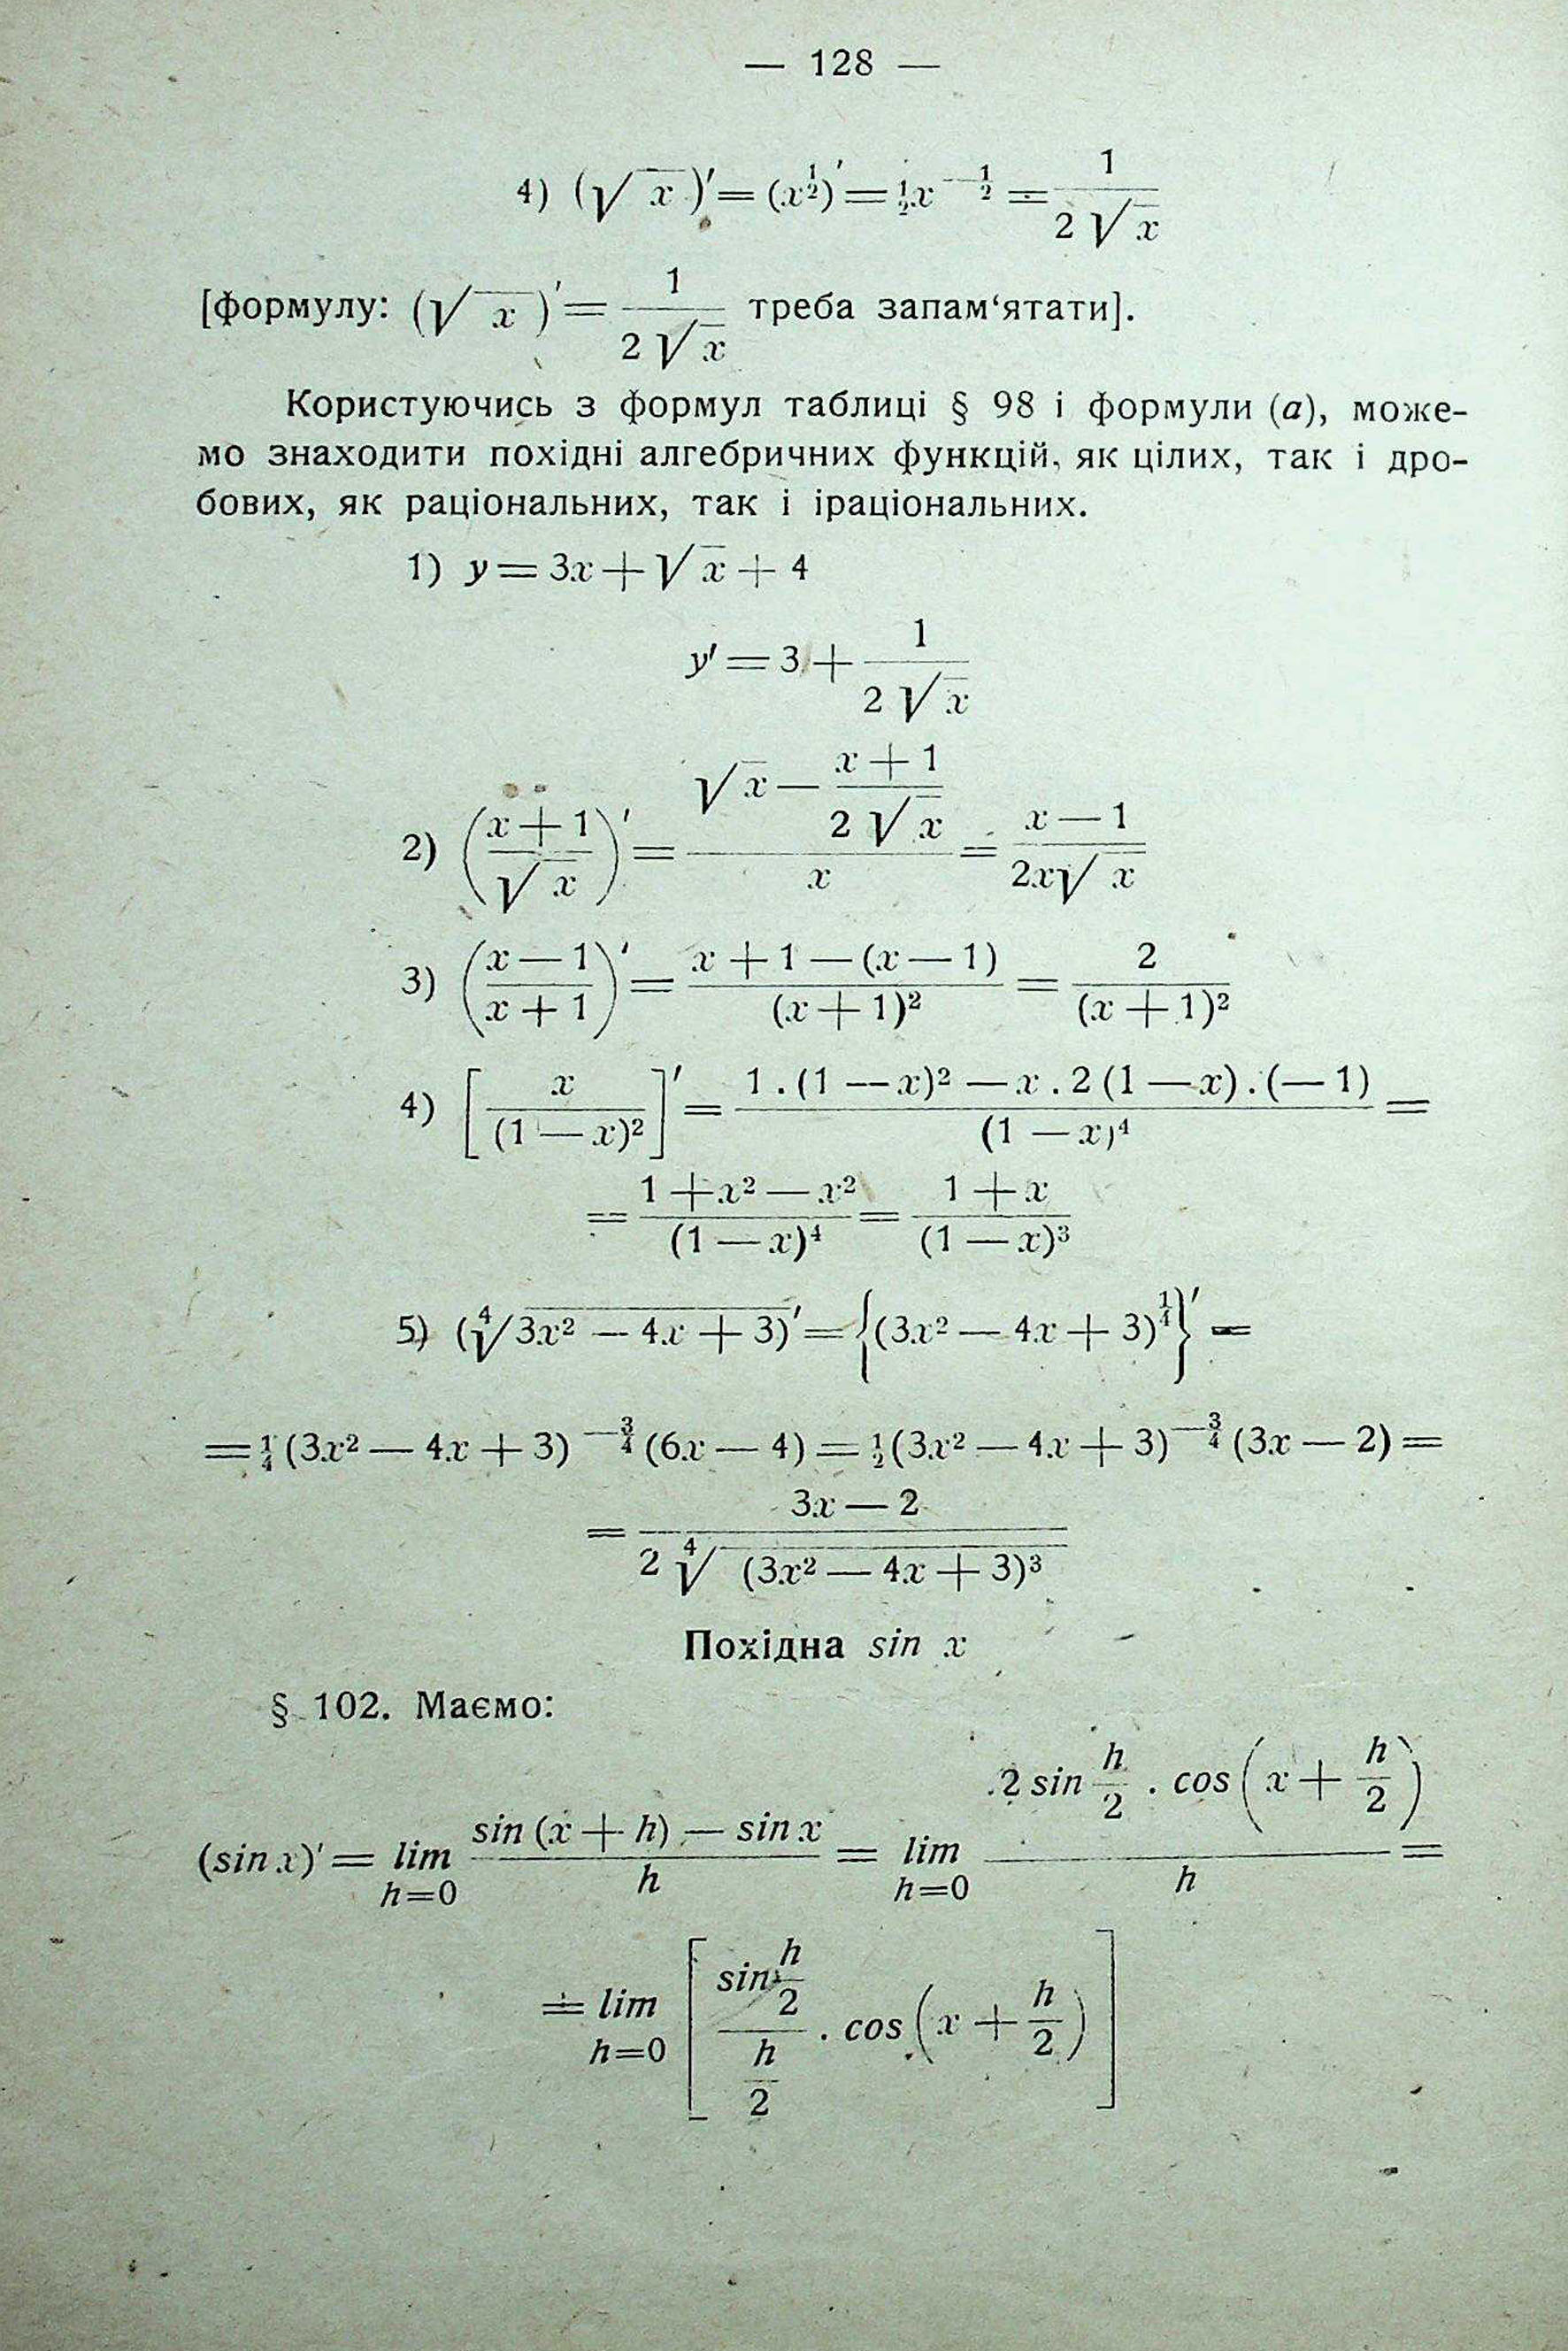 — 128 —
4) (√x)′ = (x^{1/2})′ = ½x^{−1/2} = 1/(2√x)
[формулу: (√x)′ = 1/(2√x) треба запам‘ятати].
Користуючись з формул таблиці § 98 і формули (а), може-
мо знаходити похідні алгебричних функцій, як цілих, так і дро-
бових, як раціональних, так і іраціональних.
1) y = 3x + √x + 4
y′ = 3 + 1/(2√x)
2) ((x + 1)/√x)′ = (√x — (x + 1)/(2√x))/x = (x — 1)/(2x√x)
3) ((x — 1)/(x + 1))′ = (x + 1 — (x — 1))/(x + 1)² = 2/(x + 1)²
4) [x/(1 — x)²]′ = (1 . (1 — x)² — x . 2 (1 — x) . (— 1))/(1 — x)⁴ =
= (1 + x² — x²)/(1 — x)⁴ = (1 + x)/(1 — x)³
5) (∜3x² — 4x + 3)′ = {(3x² — 4x + 3)^{1/4}}′ =
= ¼ (3x² — 4x + 3)^{−3/4} (6x — 4) = ½ (3x² — 4x + 3)^{−3/4} (3x — 2) =
= (3x — 2)/(2 ∜(3x² — 4x + 3)³)
Похідна sin x
§ 102. Маємо:
(sin x)′ = lim_{h=0} (sin (x + h) — sin x)/h = lim_{h=0} (2 sin h/2 . cos (x + h/2))/h =
= lim_{h=0} [(sin h/2)/(h/2) . cos (x + h/2)]